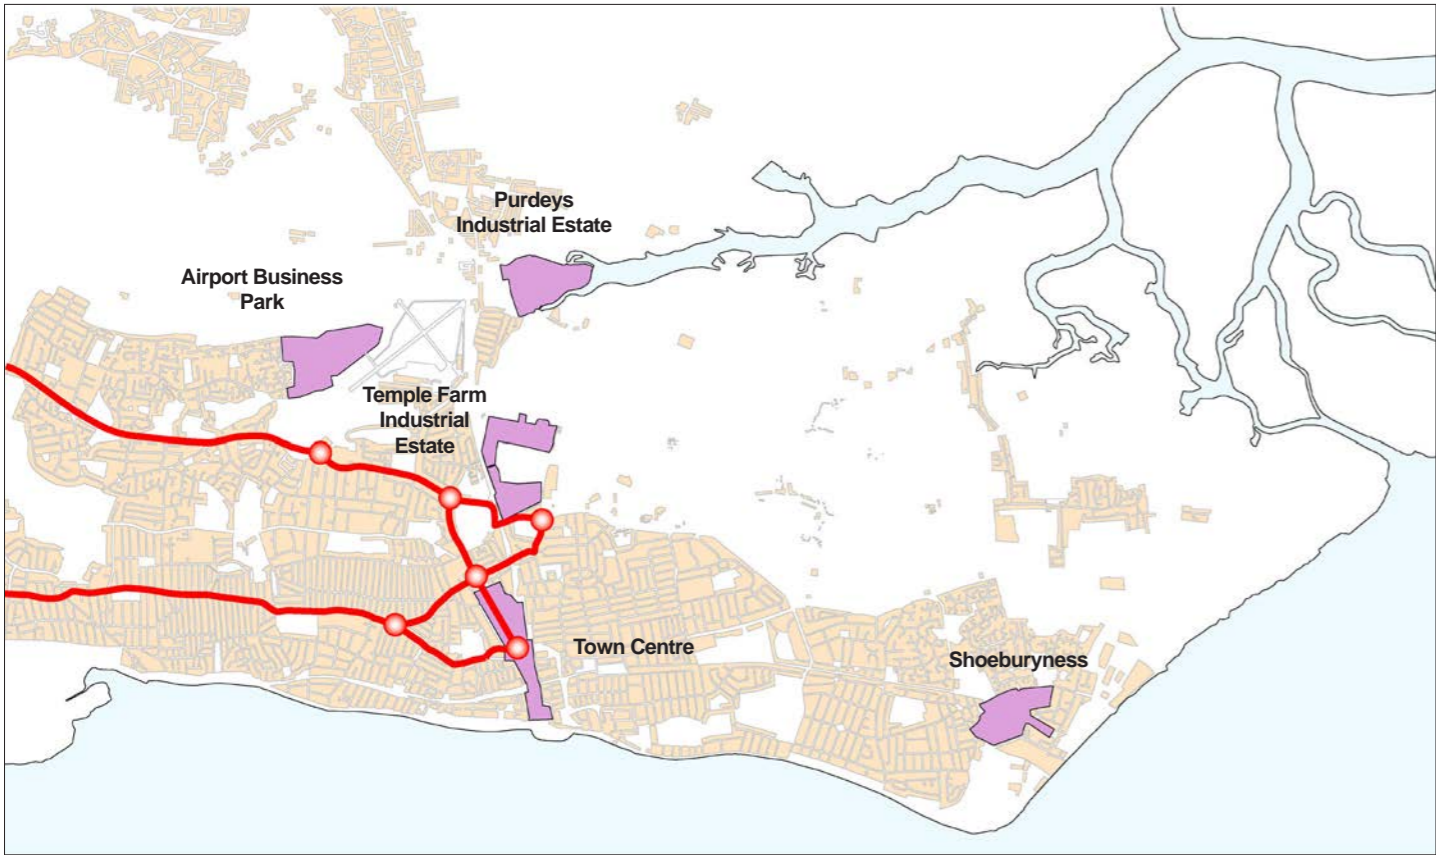 Purdeys
Industrial Estate
Airport Business
Park
Temple Farm
Industrial
Estate
Town Centre
Shoeburyness